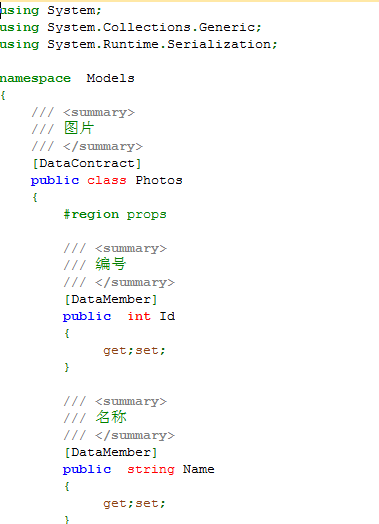 using System;
using System.Collections.Generic;
using System.Runtime.Serialization;
namespace  Models
{
/// <summary>
/// 图片
/// </summary>
[DataContract]
public class Photos
{
#region props
/// <summary>
/// 编号
/// </summary>
[DataMember]
public  int Id
{
get;set;
}
/// <summary>
/// 名称
/// </summary>
[DataMember]
public  string Name
{
get;set;
}